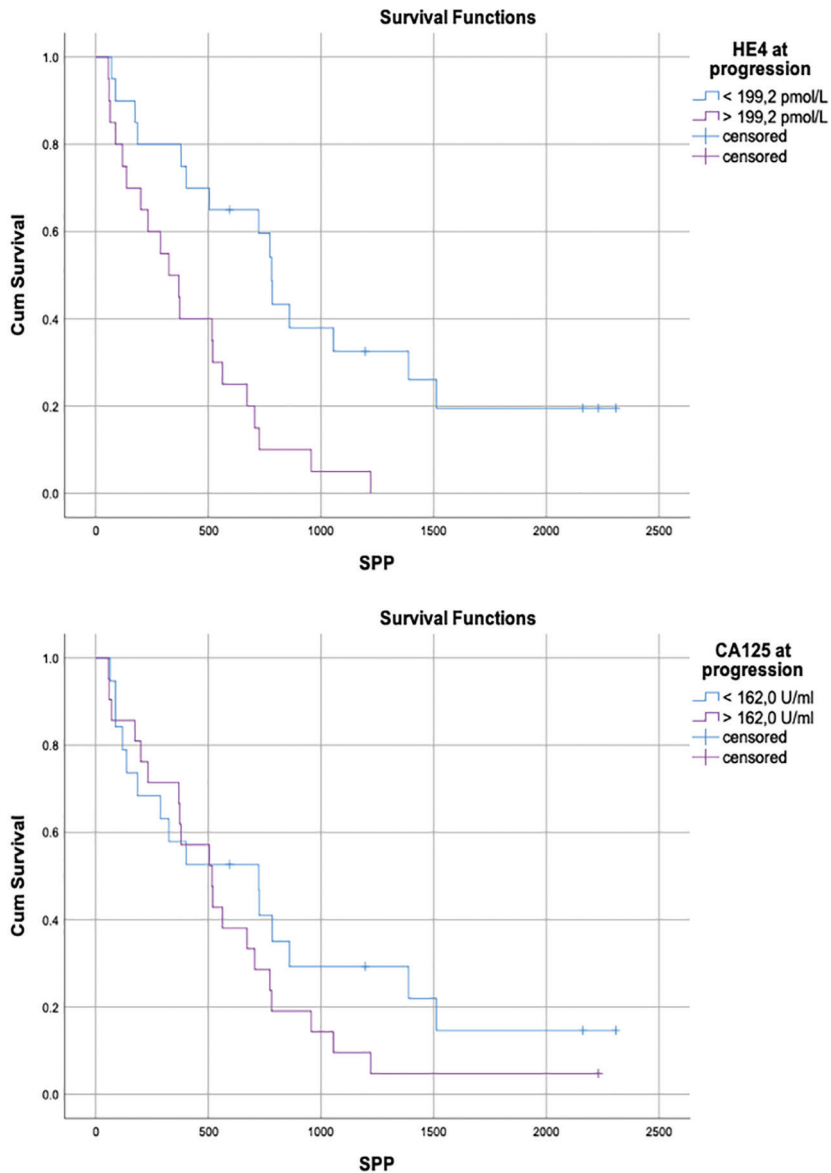 Survival Functions
HE4 at
progression
< 199,2 pmol/L
> 199,2 pmol/L
censored
censored
Cum Survival
1.0
0.8
0.6
0.4
0.2
0.0
0 500 1000 1500 2000 2500
SPP
Survival Functions
CA125 at
progression
< 162,0 U/ml
> 162,0 U/ml
censored
censored
Cum Survival
1.0
0.8
0.6
0.4
0.2
0.0
0 500 1000 1500 2000 2500
SPP